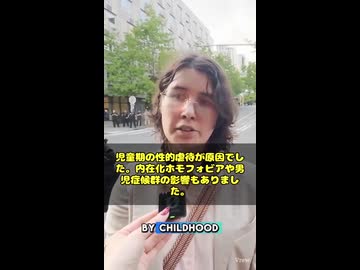 児童期の性的虐待が原因でし
た。内在化ホモフォビアや男
児症候群の影響もありまし
た。
BY CHILDHOOD
Vrew